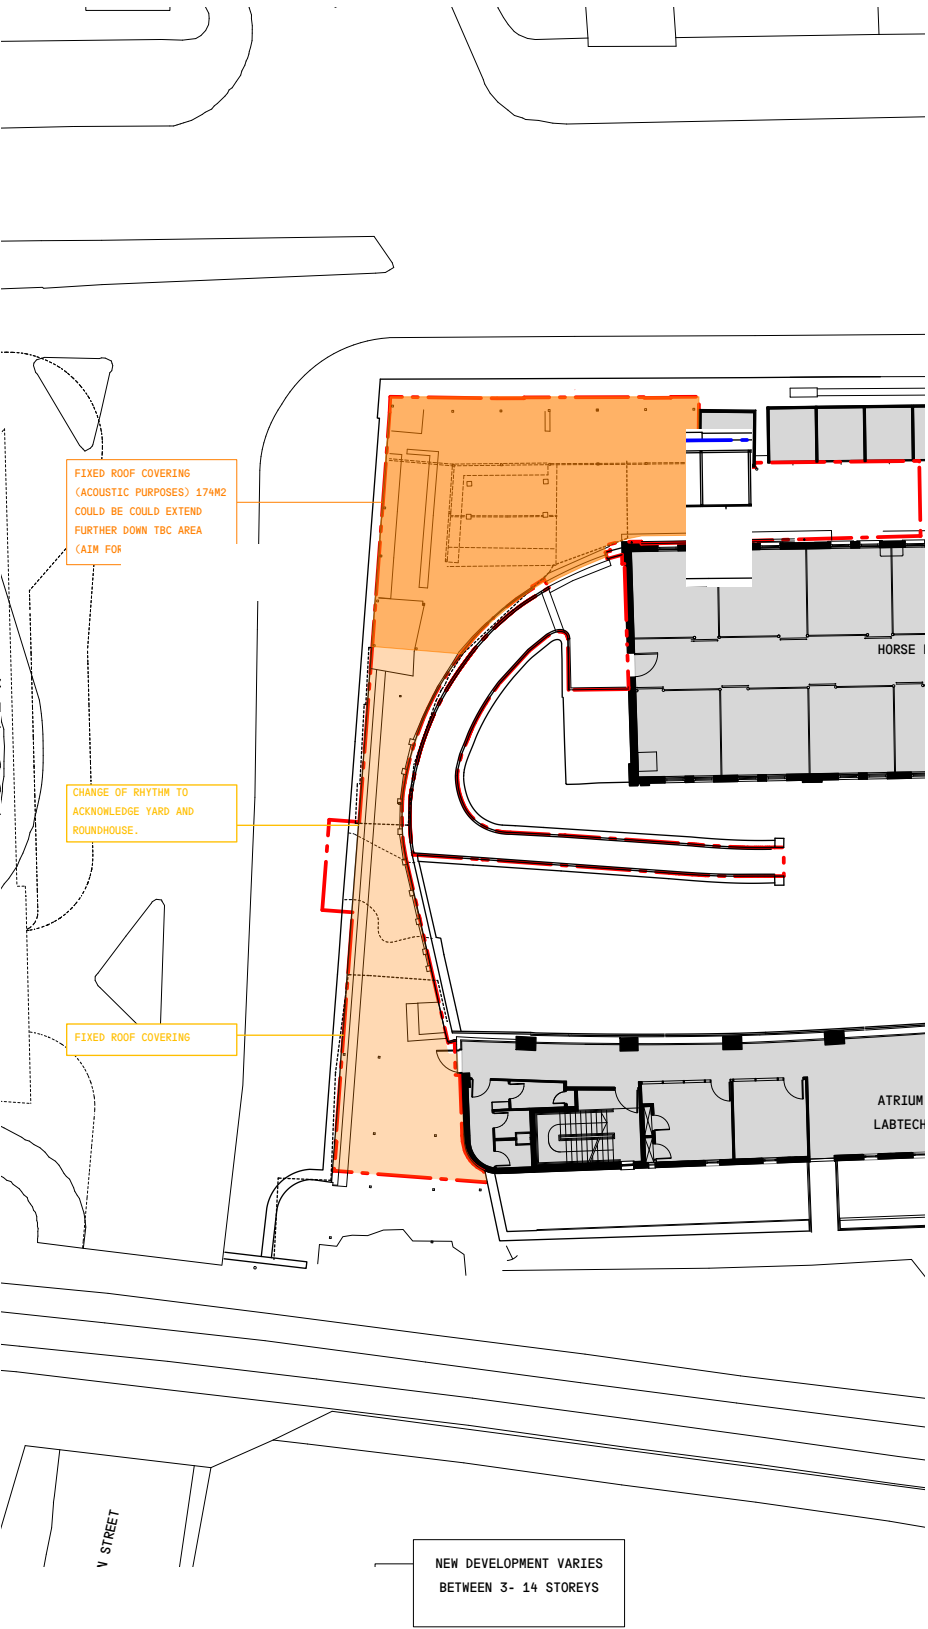 FIXED ROOF COVERING
(ACOUSTIC PURPOSES) 174M2
COULD BE COULD EXTEND
FURTHER DOWN TBC AREA
(AIM FOR
HORSE
CHANGE OF RHYTHM TO
ACKNOWLEDGE YARD AND
ROUNDHOUSE.
FIXED ROOF COVERING
ATRIUM
LABTECH
STREET
NEW DEVELOPMENT VARIES
BETWEEN 3- 14 STOREYS